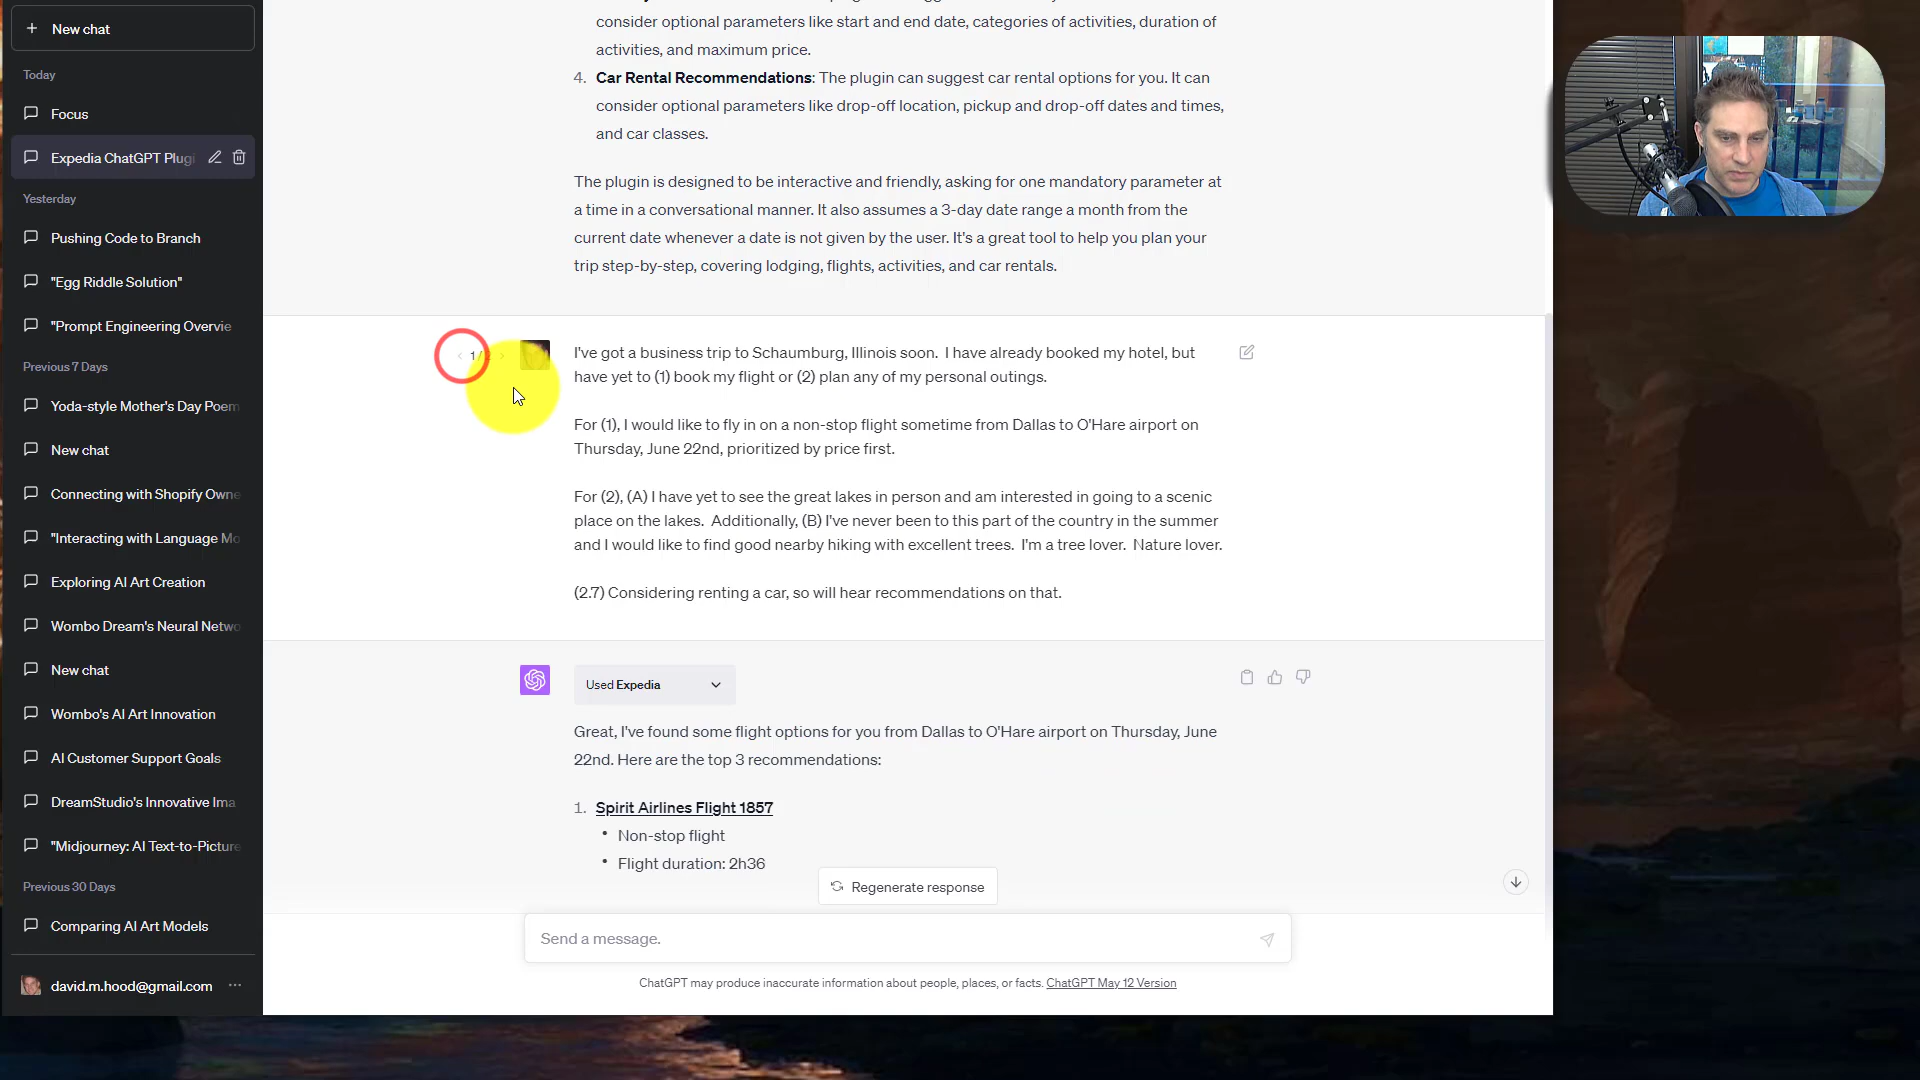 New chat
Today
Focus
Expedia ChatGPT Plugi
Yesterday
Pushing Code to Branch
"Egg Riddle Solution"
"Prompt Engineering Overvie
Previous 7 Days
Yoda-style Mother's Day Poem
New chat
Connecting with Shopify Owne
"Interacting with Language Mo
Exploring AI Art Creation
Wombo Dream's Neural Netwo
New chat
Wombo's AI Art Innovation
AI Customer Support Goals
DreamStudio's Innovative Ima
"Midjourney: AI Text-to-Picture
Previous 30 Days
Comparing AI Art Models
david.m.hood@gmail.com
consider optional parameters like start and end date, categories of activities, duration of
activities, and maximum price.
4. Car Rental Recommendations: The plugin can suggest car rental options for you. It can
consider optional parameters like drop-off location, pickup and drop-off dates and times,
and car classes.
The plugin is designed to be interactive and friendly, asking for one mandatory parameter at
a time in a conversational manner. It also assumes a 3-day date range a month from the
current date whenever a date is not given by the user. It's a great tool to help you plan your
trip step-by-step, covering lodging, flights, activities, and car rentals.
1 /
I've got a business trip to Schaumburg, Illinois soon. I have already booked my hotel, but
have yet to (1) book my flight or (2) plan any of my personal outings.
For (1), I would like to fly in on a non-stop flight sometime from Dallas to O'Hare airport on
Thursday, June 22nd, prioritized by price first.
For (2), (A) I have yet to see the great lakes in person and am interested in going to a scenic
place on the lakes. Additionally, (B) I've never been to this part of the country in the summer
and I would like to find good nearby hiking with excellent trees. I'm a tree lover. Nature lover.
(2.7) Considering renting a car, so will hear recommendations on that.
Used Expedia
Great, I've found some flight options for you from Dallas to O'Hare airport on Thursday, June
22nd. Here are the top 3 recommendations:
1. Spirit Airlines Flight 1857
• Non-stop flight
• Flight duration: 2h36
Regenerate response
Send a message.
ChatGPT may produce inaccurate information about people, places, or facts. ChatGPT May 12 Version